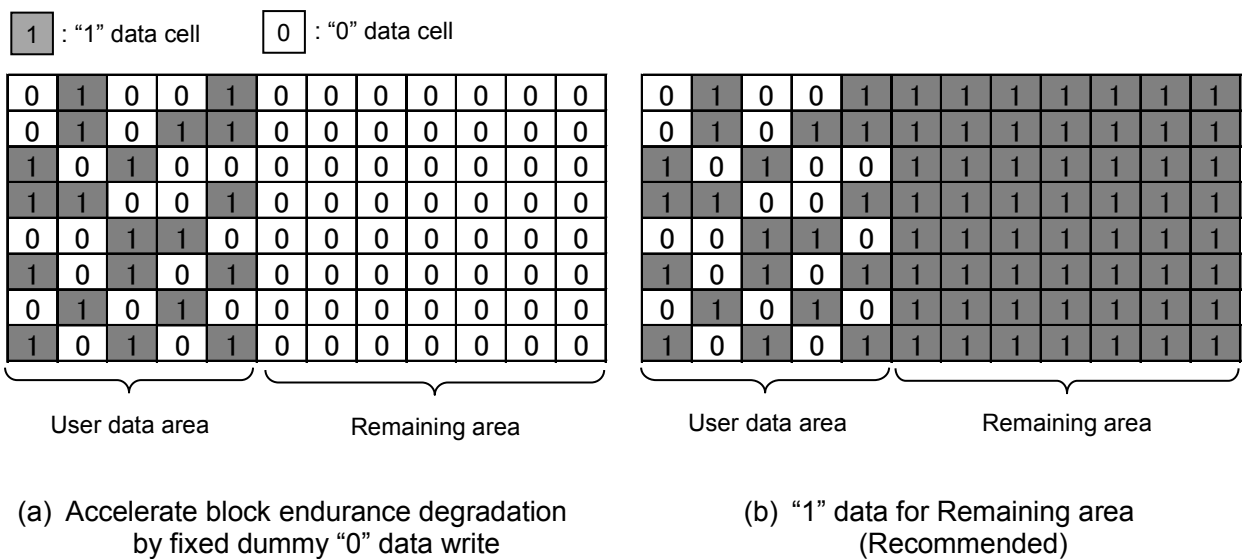 1 : “1” data cell 0 : “0” data cell
0 1 0 0 1 0 0 0 0 0 0 0 0 1 0 0 1 1 1 1 1 1 1 1
0 1 0 1 1 0 0 0 0 0 0 0 0 1 0 1 1 1 1 1 1 1 1 1
1 0 1 0 0 0 0 0 0 0 0 0 1 0 1 0 0 1 1 1 1 1 1 1
1 1 0 0 1 0 0 0 0 0 0 0 1 1 0 0 1 1 1 1 1 1 1 1
0 0 1 1 0 0 0 0 0 0 0 0 0 0 1 1 0 1 1 1 1 1 1 1
1 0 1 0 1 0 0 0 0 0 0 0 1 0 1 0 1 1 1 1 1 1 1 1
0 1 0 1 0 0 0 0 0 0 0 0 0 1 0 1 0 1 1 1 1 1 1 1
1 0 1 0 1 0 0 0 0 0 0 0 1 0 1 0 1 1 1 1 1 1 1 1
User data area Remaining area User data area Remaining area
(a) Accelerate block endurance degradation
by fixed dummy “0” data write
(b) “1” data for Remaining area
(Recommended)